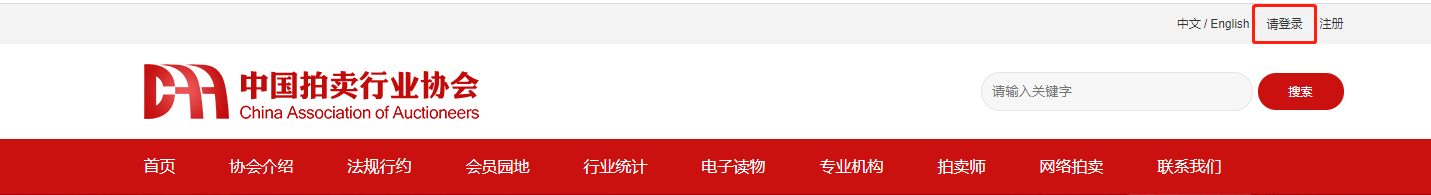 中文 / English 请登录 注册
中国拍卖行业协会
China Association of Auctioneers
请输入关键字 搜索
首页 协会介绍 法规行约 会员园地 行业统计 电子读物 专业机构 拍卖师 网络拍卖 联系我们